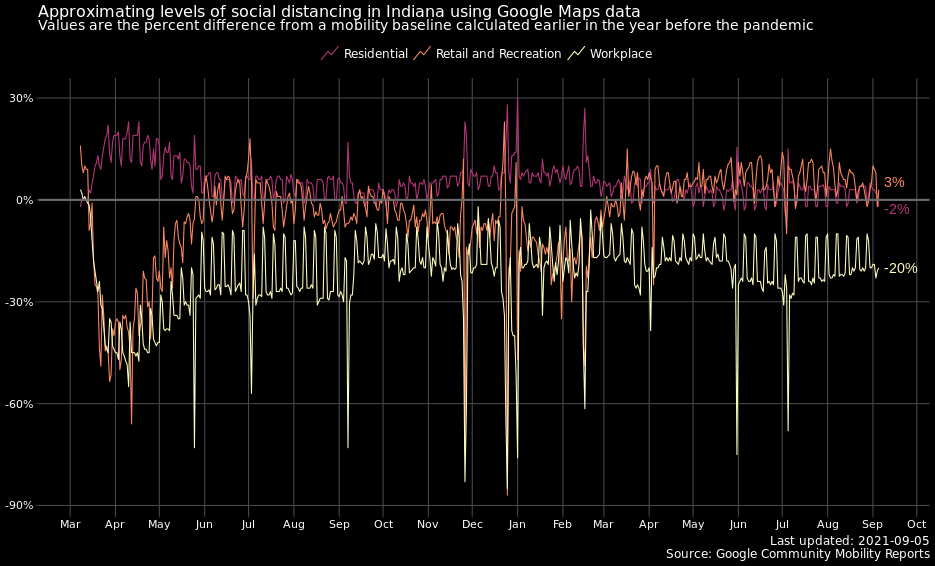 Approximating levels of social distancing in Indiana using Google Maps data
Values are the percent difference from a mobility baseline calculated earlier in the year before the pandemic
Residential Retail and Recreation Workplace
30%
0%
-30%
-60%
-90%
3%
-2%
-20%
Mar Apr May Jun Jul Aug Sep Oct Nov Dec Jan Feb Mar Apr May Jun Jul Aug Sep Oct
Last updated: 2021-09-05
Source: Google Community Mobility Reports